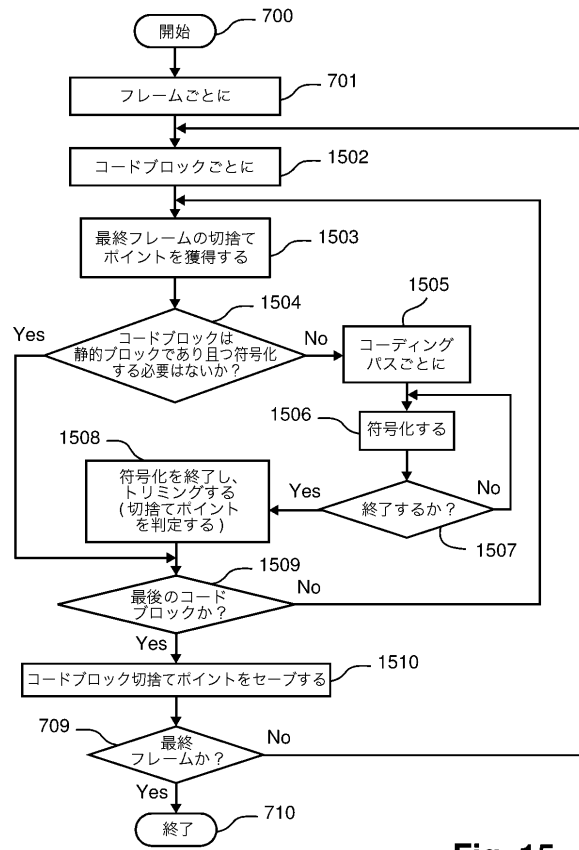 開始
700
フレームごとに
701
コードブロックごとに
1502
最終フレームの切捨て
ポイントを獲得する
1503
1504
コードブロックは
静的ブロックであり且つ符号化
する必要はないか？
Yes
No
1505
コーディング
パスごとに
1506
符号化する
1508
符号化を終了し、
トリミングする
(切捨てポイント
を判定する)
Yes
終了するか？
No
1507
1509
最後のコード
ブロックか？
No
Yes
コードブロック切捨てポイントをセーブする
1510
709
最終
フレームか？
No
Yes
終了
710
Fig. 15